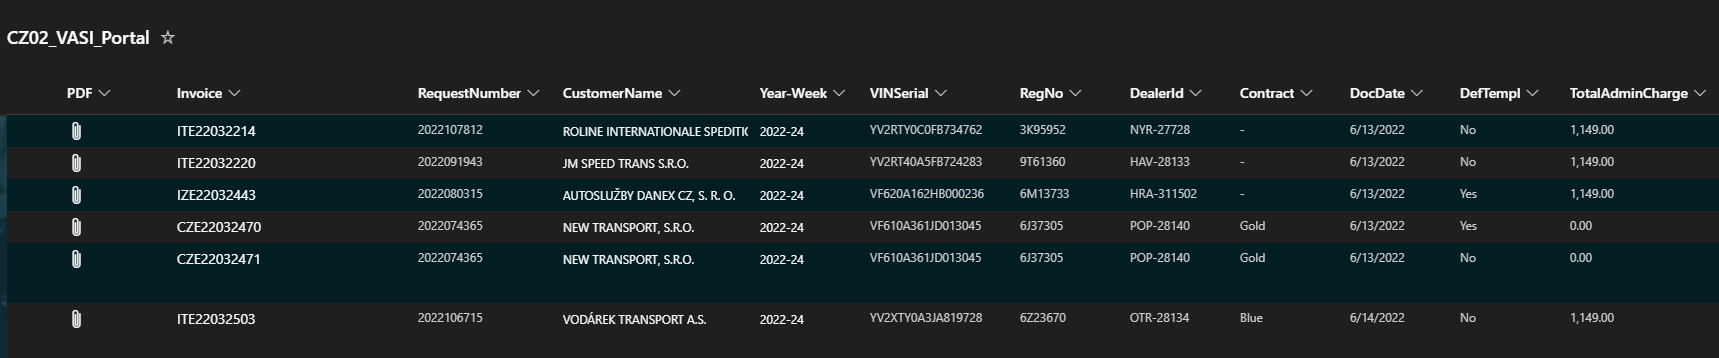 CZ02_VASI_Portal
PDF Invoice RequestNumber CustomerName Year-Week VINSerial RegNo DealerId Contract DocDate DefTempl TotalAdminCharge
ITE22032214 2022107812 ROLINE INTERNATIONALE SPEDITIC 2022-24 YV2RTY0C0FB734762 3K95952 NYR-27728 - 6/13/2022 No 1,149.00
ITE22032220 2022091943 JM SPEED TRANS S.R.O. 2022-24 YV2RT40A5FB724283 9T61360 HAV-28133 - 6/13/2022 No 1,149.00
IZE22032443 2022080315 AUTOSLUŽBY DANEX CZ, S. R. O. 2022-24 VF620A162HB000236 6M13733 HRA-311502 - 6/13/2022 Yes 1,149.00
CZE22032470 2022074365 NEW TRANSPORT, S.R.O. 2022-24 VF610A361JD013045 6J37305 POP-28140 Gold 6/13/2022 Yes 0.00
CZE22032471 2022074365 NEW TRANSPORT, S.R.O. 2022-24 VF610A361JD013045 6J37305 POP-28140 Gold 6/13/2022 No 0.00
ITE22032503 2022106715 VODÁREK TRANSPORT A.S. 2022-24 YV2XTY0A3JA819728 6Z23670 OTR-28134 Blue 6/14/2022 No 1,149.00